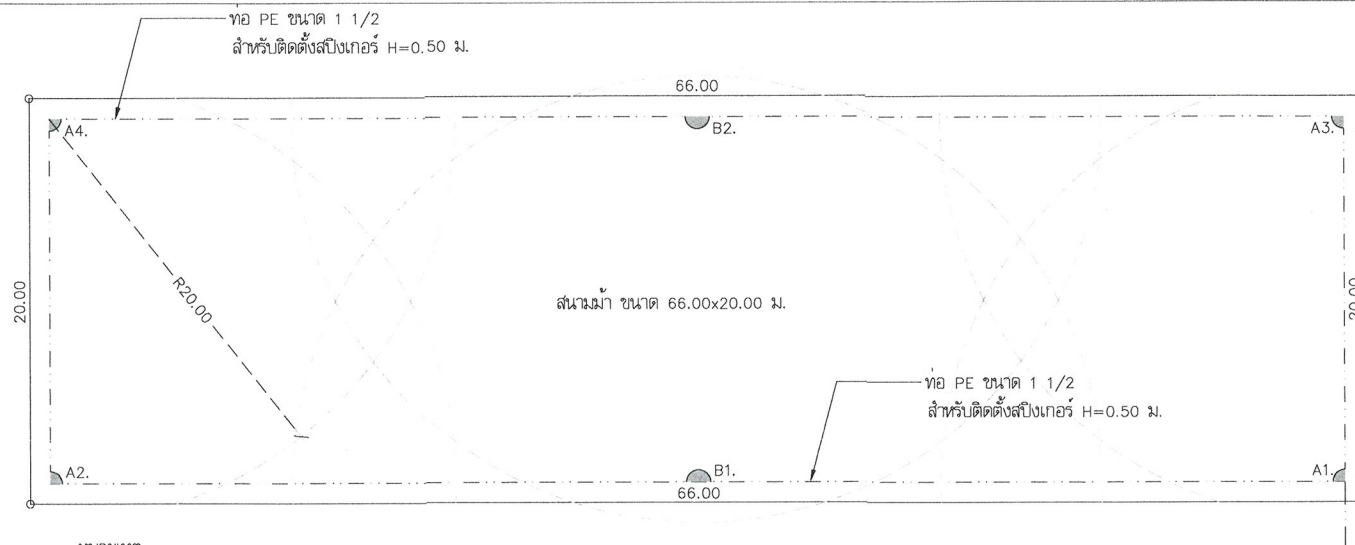 ท่อ PE ขนาด 1 1/2
สำหรับติดตั้งสปิงเกอร์ H=0.50 ม.
66.00
A4.
B2.
A3.
20.00
R20.00
สนามม้า ขนาด 66.00x20.00 ม.
20.00
ท่อ PE ขนาด 1 1/2
สำหรับติดตั้งสปิงเกอร์ H=0.50 ม.
A2.
B1.
A1.
66.00